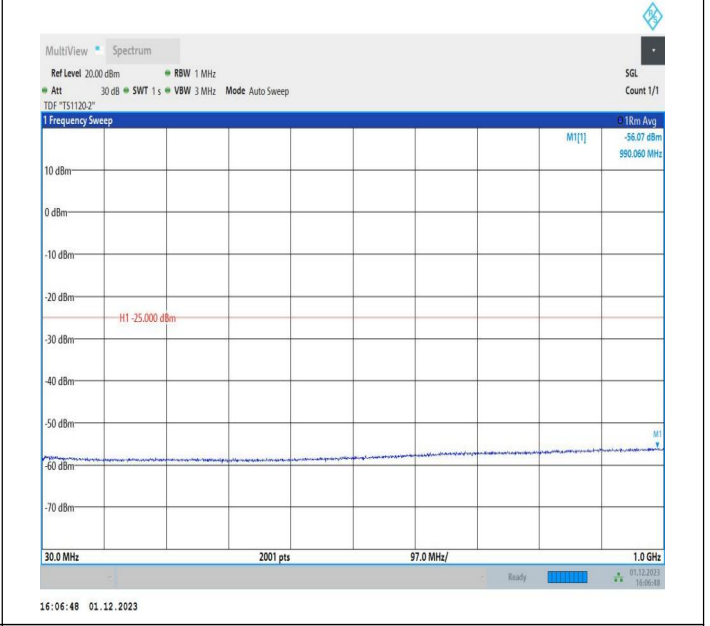 MultiView Spectrum
Ref Level 20.00 dBm RBW 1 MHz SGL
Att 30 dB SWT 1 s VBW 3 MHz Mode Auto Sweep Count 1/1
TDF "TS1120-2"
1 Frequency Sweep 1Rm Avg
M1[1] -56.07 dBm
990.060 MHz
10 dBm
0 dBm
-10 dBm
-20 dBm
H1 -25.000 dBm
-30 dBm
-40 dBm
-50 dBm
M1
-60 dBm
-70 dBm
30.0 MHz 2001 pts 97.0 MHz/ 1.0 GHz
Ready 01.12.2023
16:06:48
16:06:48 01.12.2023